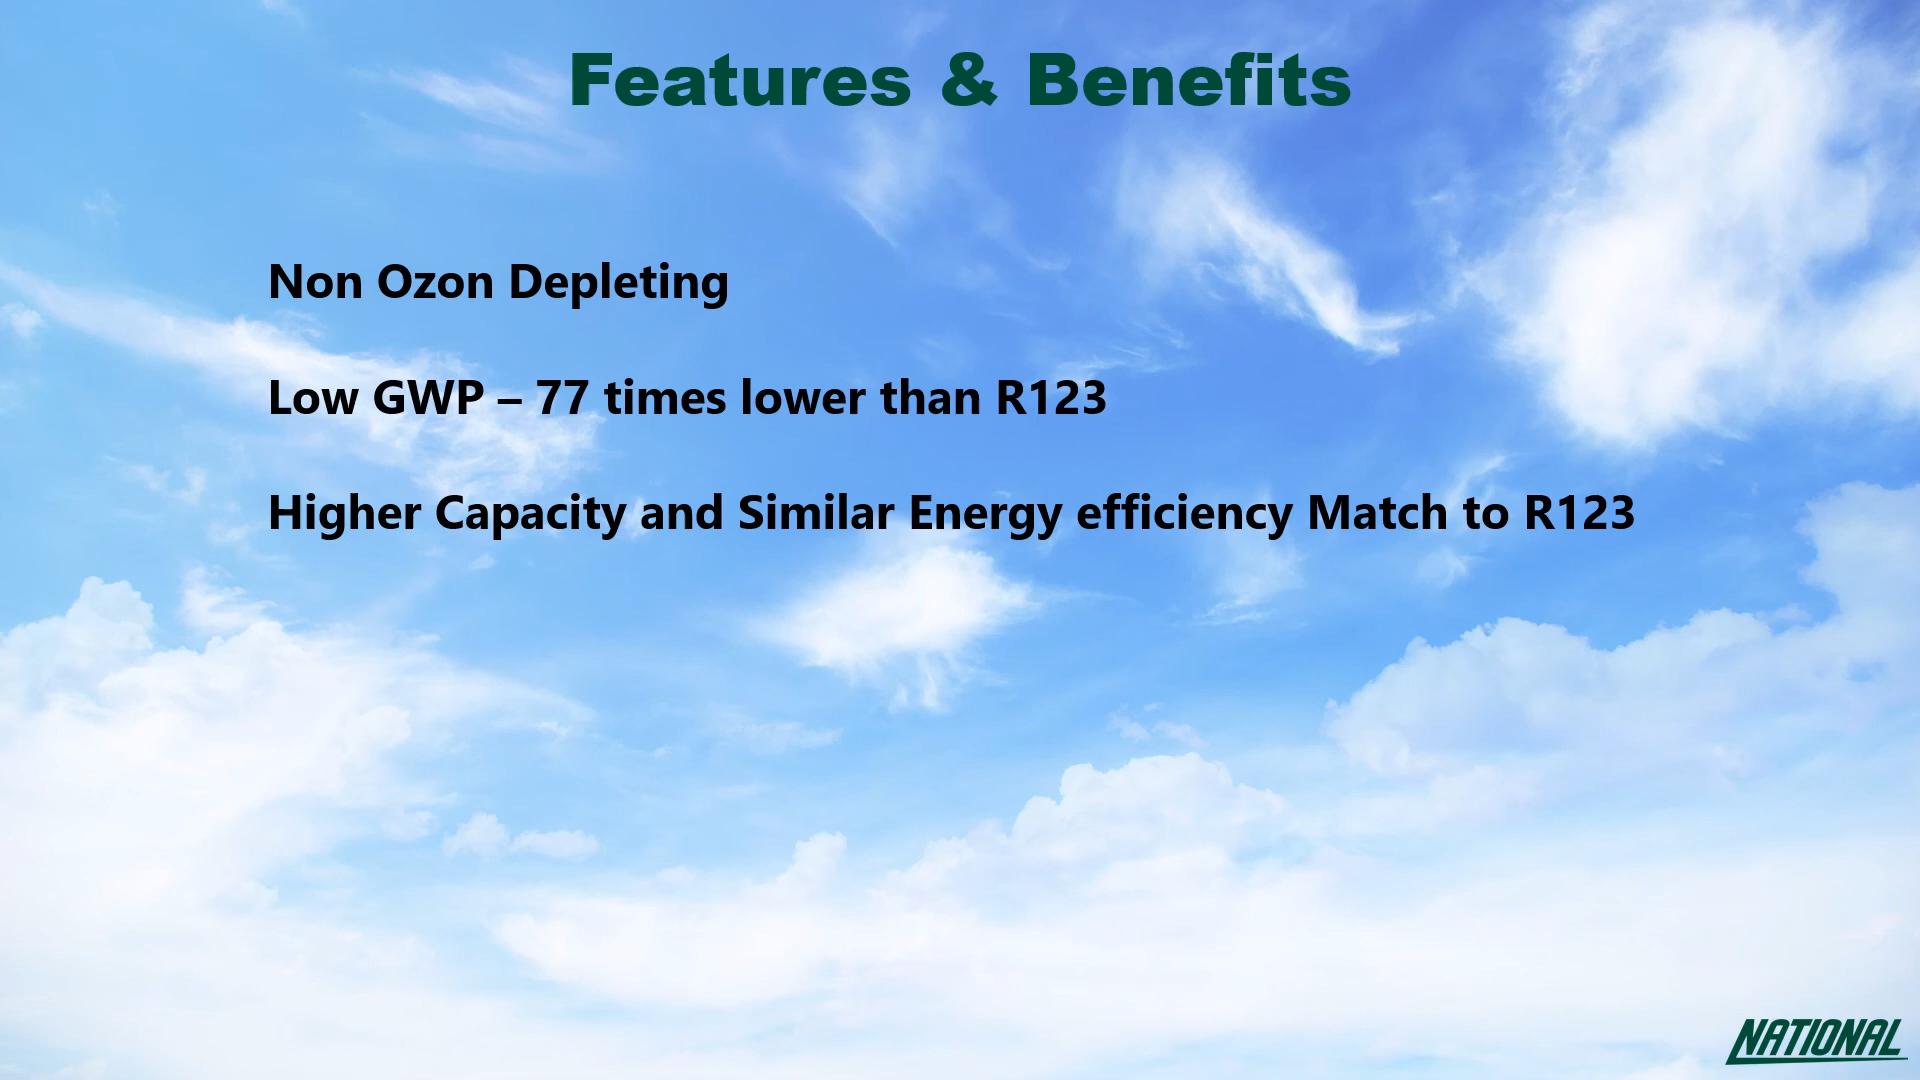 Features & Benefits
Non Ozon Depleting
Low GWP – 77 times lower than R123
Higher Capacity and Similar Energy efficiency Match to R123
NATIONAL